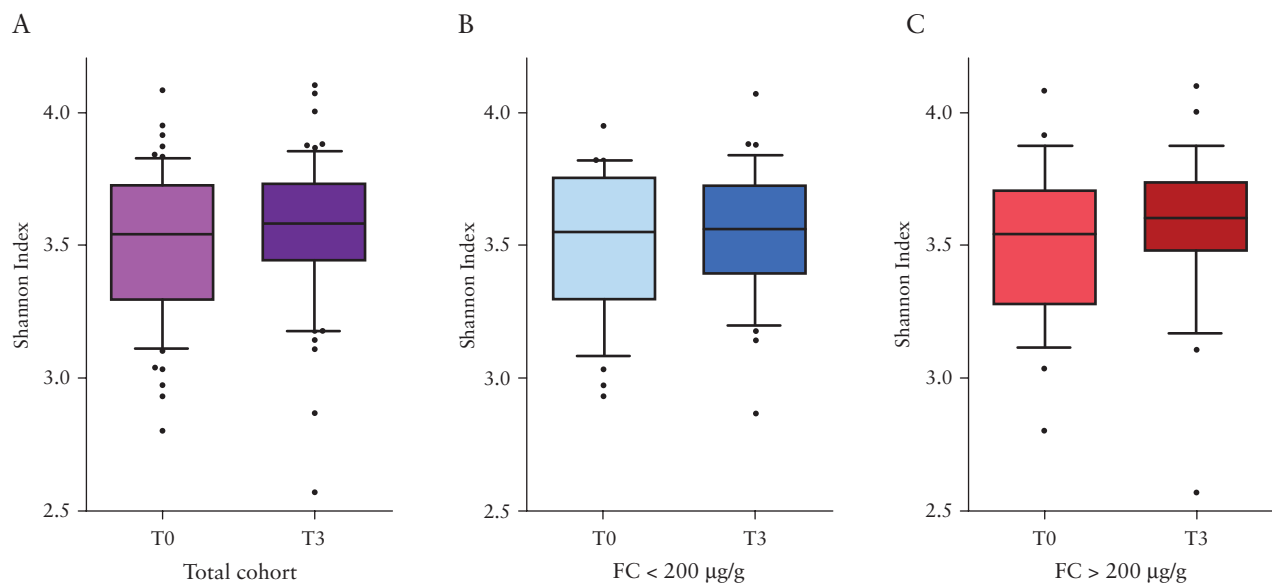 A
Shannon Index
4.0
3.5
3.0
2.5
T0 T3
Total cohort
B
Shannon Index
4.0
3.5
3.0
2.5
T0 T3
FC < 200 µg/g
C
Shannon Index
4.0
3.5
3.0
2.5
T0 T3
FC > 200 µg/g